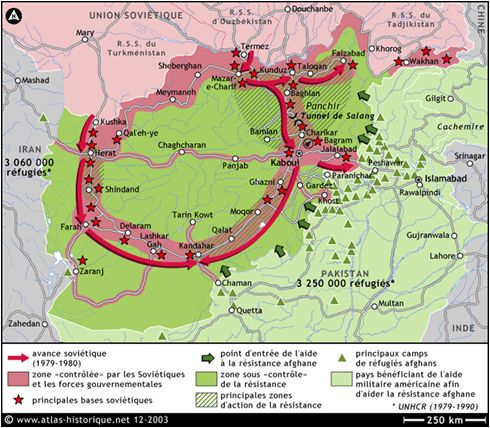 UNION SOVIÉTIQUE
Douchanbe
CHINE
R.S.S.
d'Ouzbékistan
R.S.S. du
Tadjikistan
Mary
R.S.S. du
Turkménistan
Termez
Faizabad
Khorog
Sheberghan
Mazar-
e-Charif
Kunduz
Taloqan
Wakhan
Mashad
Meymaneh
Baghlan
Gilgit
Panchir
Tunnel de Salang
Kushka
Qal'eh-ye
Bamian
Charikar
Bagram
Cachemire
IRAN
3 060 000
réfugiés*
Herat
Chaghcharan
Jalalabad
Srinagar
Panjab
Kaboul
Peshawar
Islamabad
Paranichar
Rawalpindi
Shindand
Ghazni
Gardez
Khost
Tarin Kowt
Moqor
Farah
Delaram
Lashkar
Gah
Qalat
Gujranwala
Kandahar
Lahore
Zaranj
PAKISTAN
3 250 000 réfugiés*
Chaman
Multan
Zahedan
Quetta
INDE
avance soviétique
(1979-1980)
zone «contrôlée» par les Soviétiques
et les forces gouvernementales
principales bases soviétiques
point d'entrée de l'aide
à la résistance afghane
zone sous «contrôle»
de la résistance
principales zones
d'action de la résistance
principaux camps
de réfugiés afghans
pays bénéficiant de l'aide
militaire américaine afin
d'aider la résistance afghane
* UNHCR (1979-1990)
© www.atlas-historique.net 12-2003
250 km